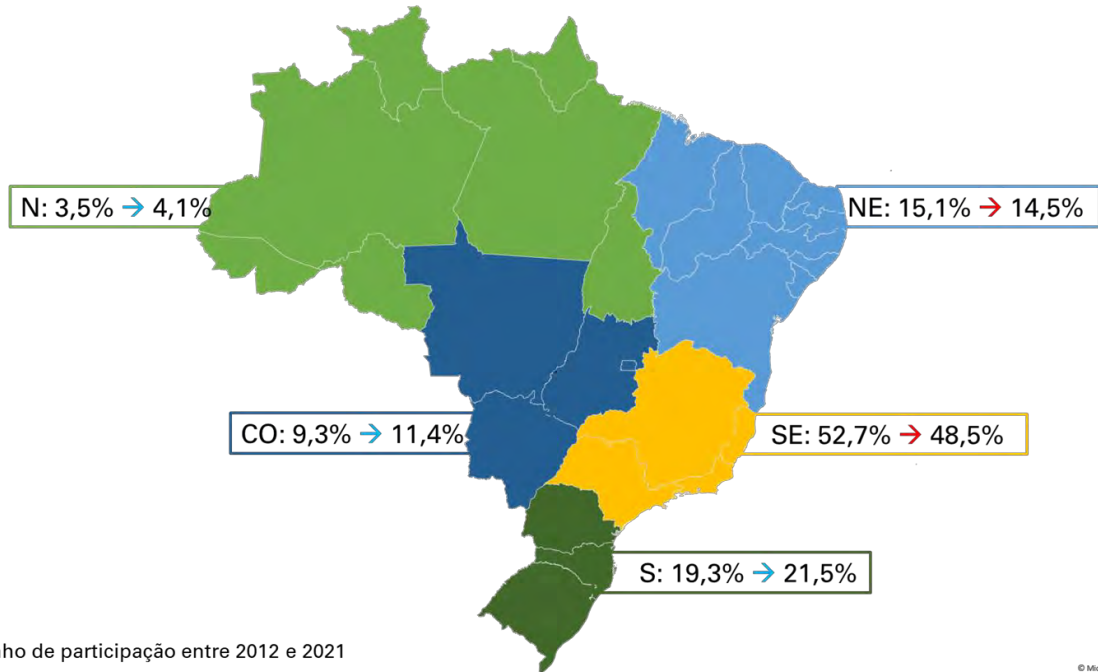 N: 3,5% → 4,1%
NE: 15,1% → 14,5%
CO: 9,3% → 11,4%
SE: 52,7% → 48,5%
S: 19,3% → 21,5%
de participação entre 2012 e 2021